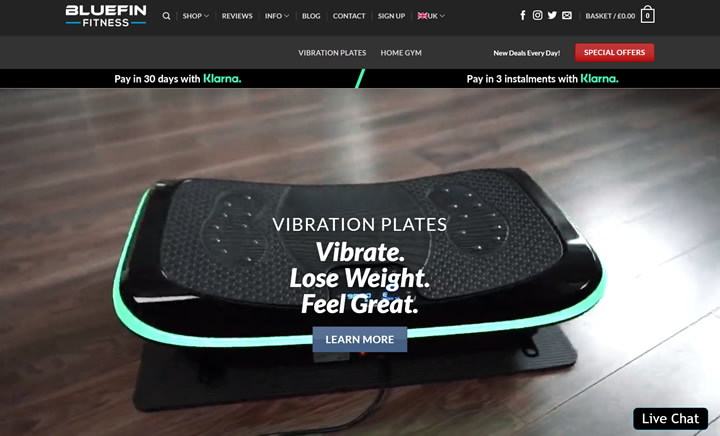 BLUEFIN
FITNESS
SHOP REVIEWS INFO BLOG CONTACT SIGN UP UK BASKET / £0.00 0
VIBRATION PLATES HOME GYM New Deals Every Day! SPECIAL OFFERS
Pay in 30 days with Klarna. Pay in 3 instalments with Klarna.
VIBRATION PLATES
Vibrate.
Lose Weight.
Feel Great.
LEARN MORE
Live Chat